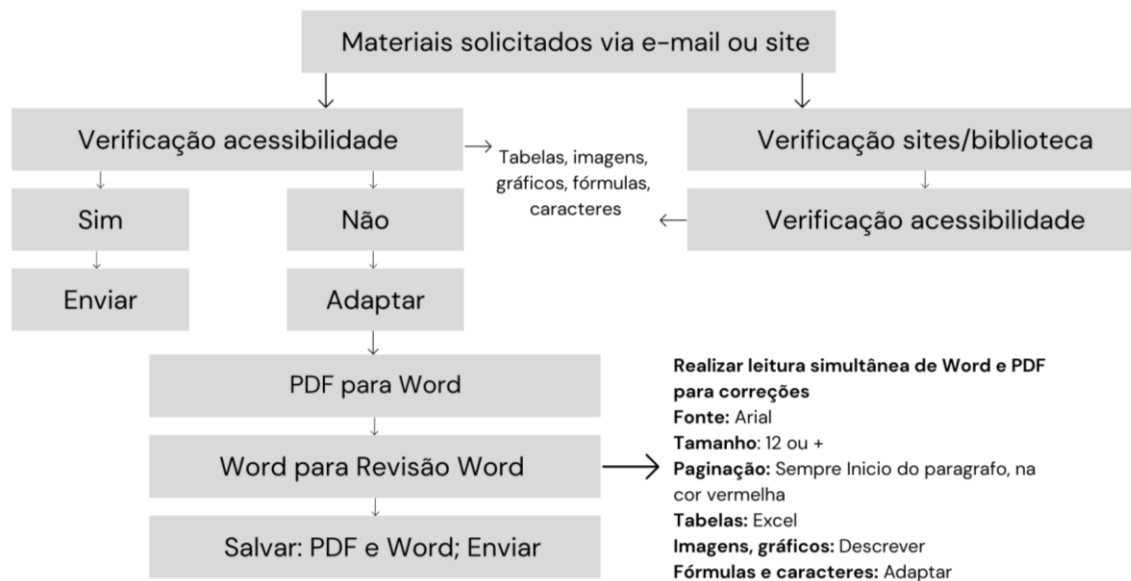 Materiais solicitados via e-mail ou site
Verificação acessibilidade
Verificação sites/biblioteca
Tabelas, imagens,
gráficos, fórmulas,
caracteres
Sim
Não
Verificação acessibilidade
Enviar
Adaptar
PDF para Word
Word para Revisão Word
Salvar: PDF e Word; Enviar
Realizar leitura simultânea de Word e PDF
para correções
Fonte: Arial
Tamanho: 12 ou +
Paginação: Sempre Inicio do paragrafo, na
cor vermelha
Tabelas: Excel
Imagens, gráficos: Descrever
Fórmulas e caracteres: Adaptar